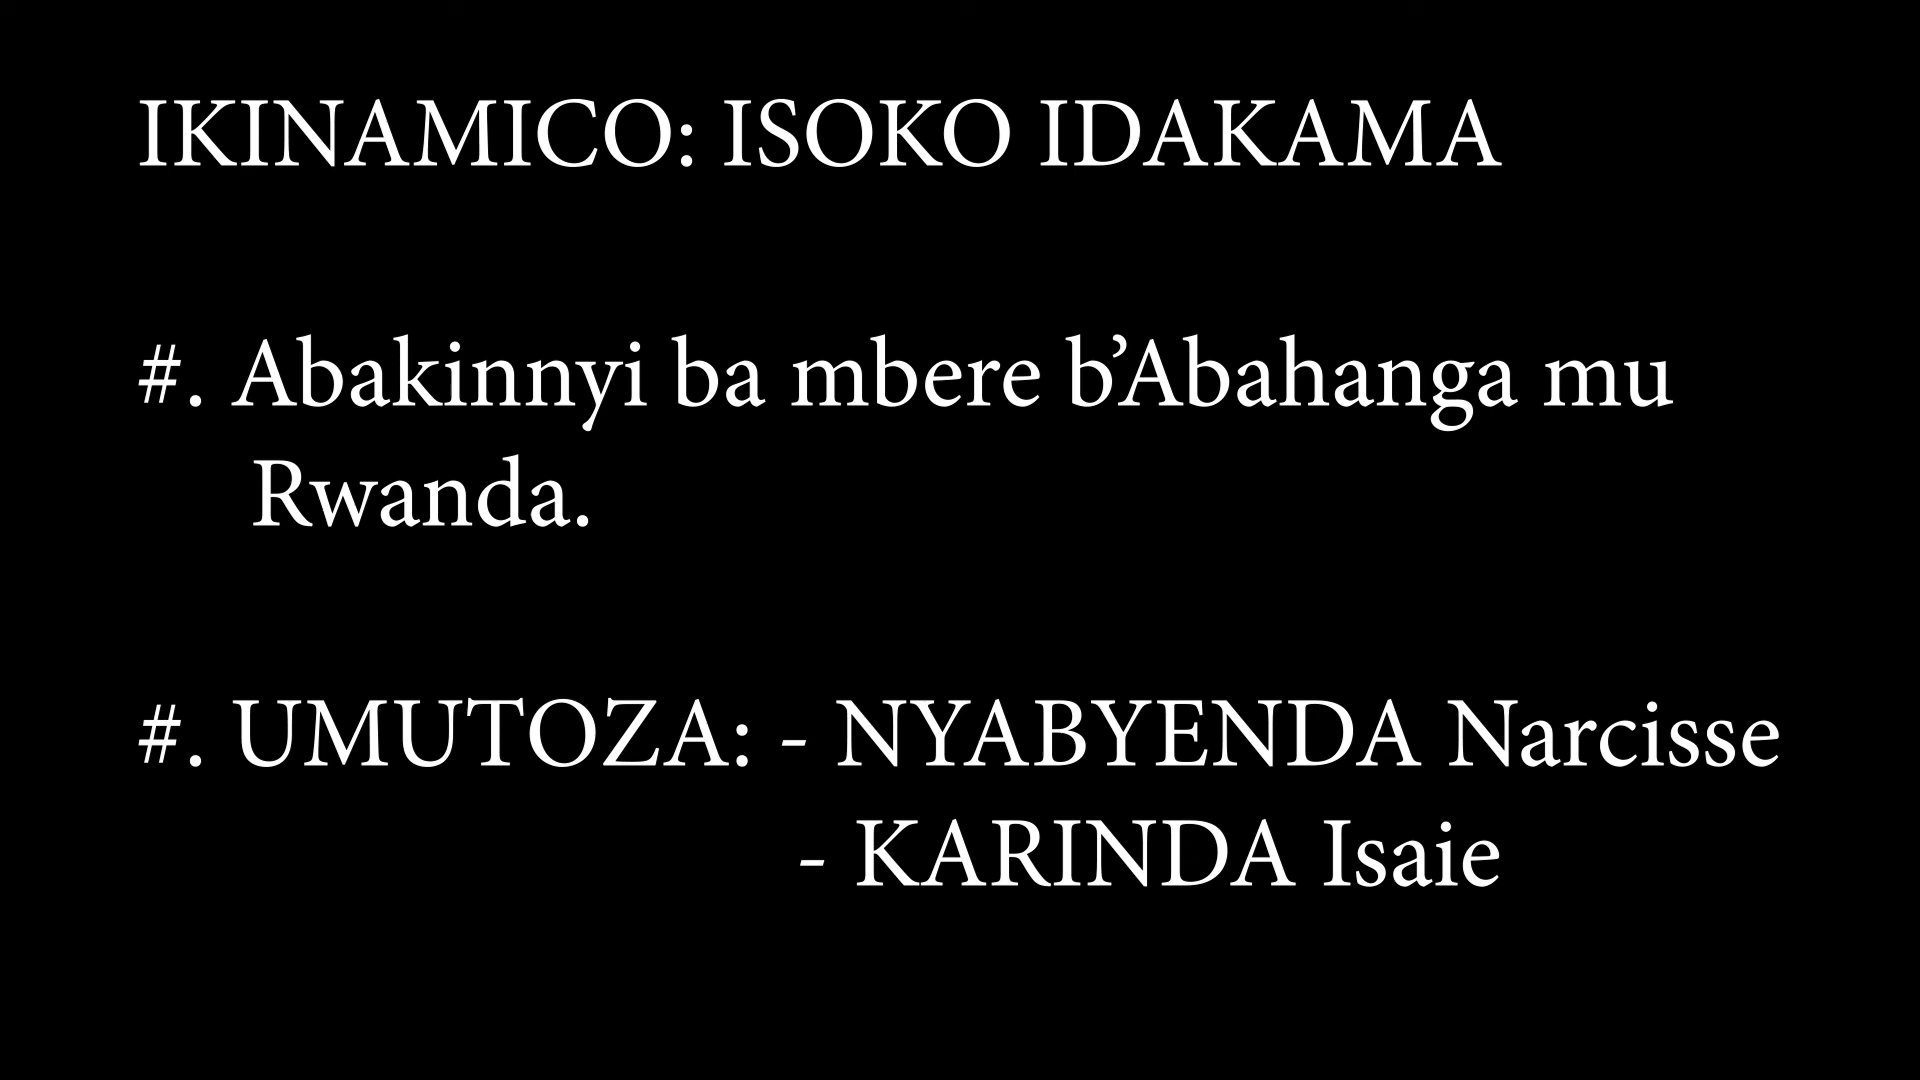 IKINAMICO: ISOKO IDAKAMA
#. Abakinnyi ba mbere b’Abahanga mu
Rwanda.
#. UMUTOZA: - NYABYENDA Narcisse
- KARINDA Isaie